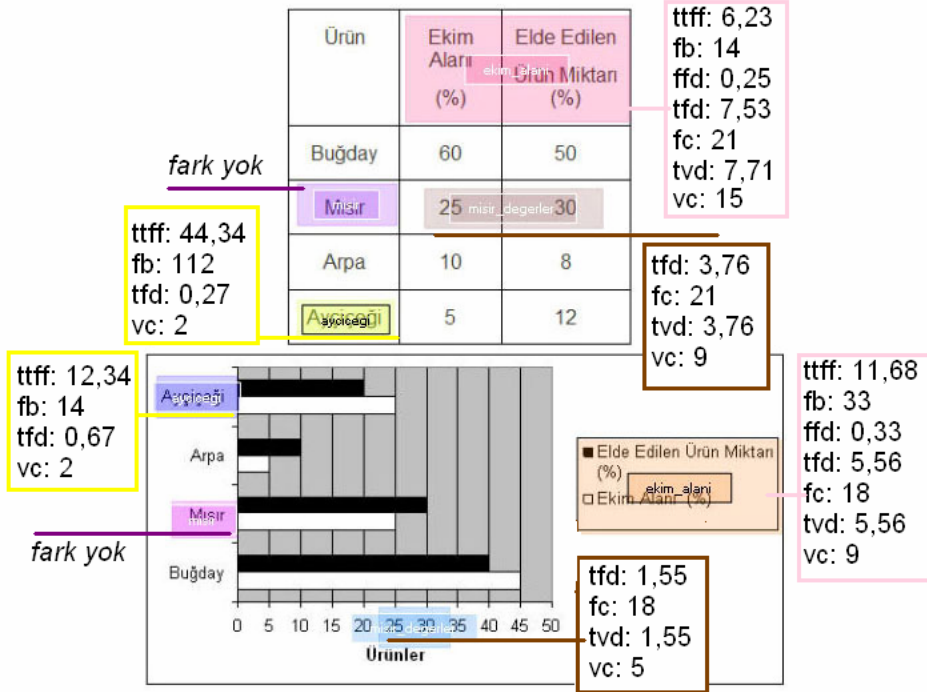 Ürün
Ekim Alanı (%)
Elde Edilen Ürün Miktarı (%)
ekim_alani
ttff: 6,23
fb: 14
ffd: 0,25
tfd: 7,53
fc: 21
tvd: 7,71
vc: 15
Buğday 60 50
fark yok
Mısır 25 30
misir
misir_degerler
Arpa 10 8
Ayçiçeği 5 12
aycicegi
ttff: 44,34
fb: 112
tfd: 0,27
vc: 2
tfd: 3,76
fc: 21
tvd: 3,76
vc: 9
ttff: 12,34
fb: 14
tfd: 0,67
vc: 2
Ayçiçeği
aycicegi
Arpa
Mısır
misir
Buğday
fark yok
0 5 10 15 20 25 30 35 40 45 50
misir_degerler
Ürünler
Elde Edilen Ürün Miktarı
(%)
Ekim Alanı (%)
ekim_alani
ttff: 11,68
fb: 33
ffd: 0,33
tfd: 5,56
fc: 18
tvd: 5,56
vc: 9
tfd: 1,55
fc: 18
tvd: 1,55
vc: 5